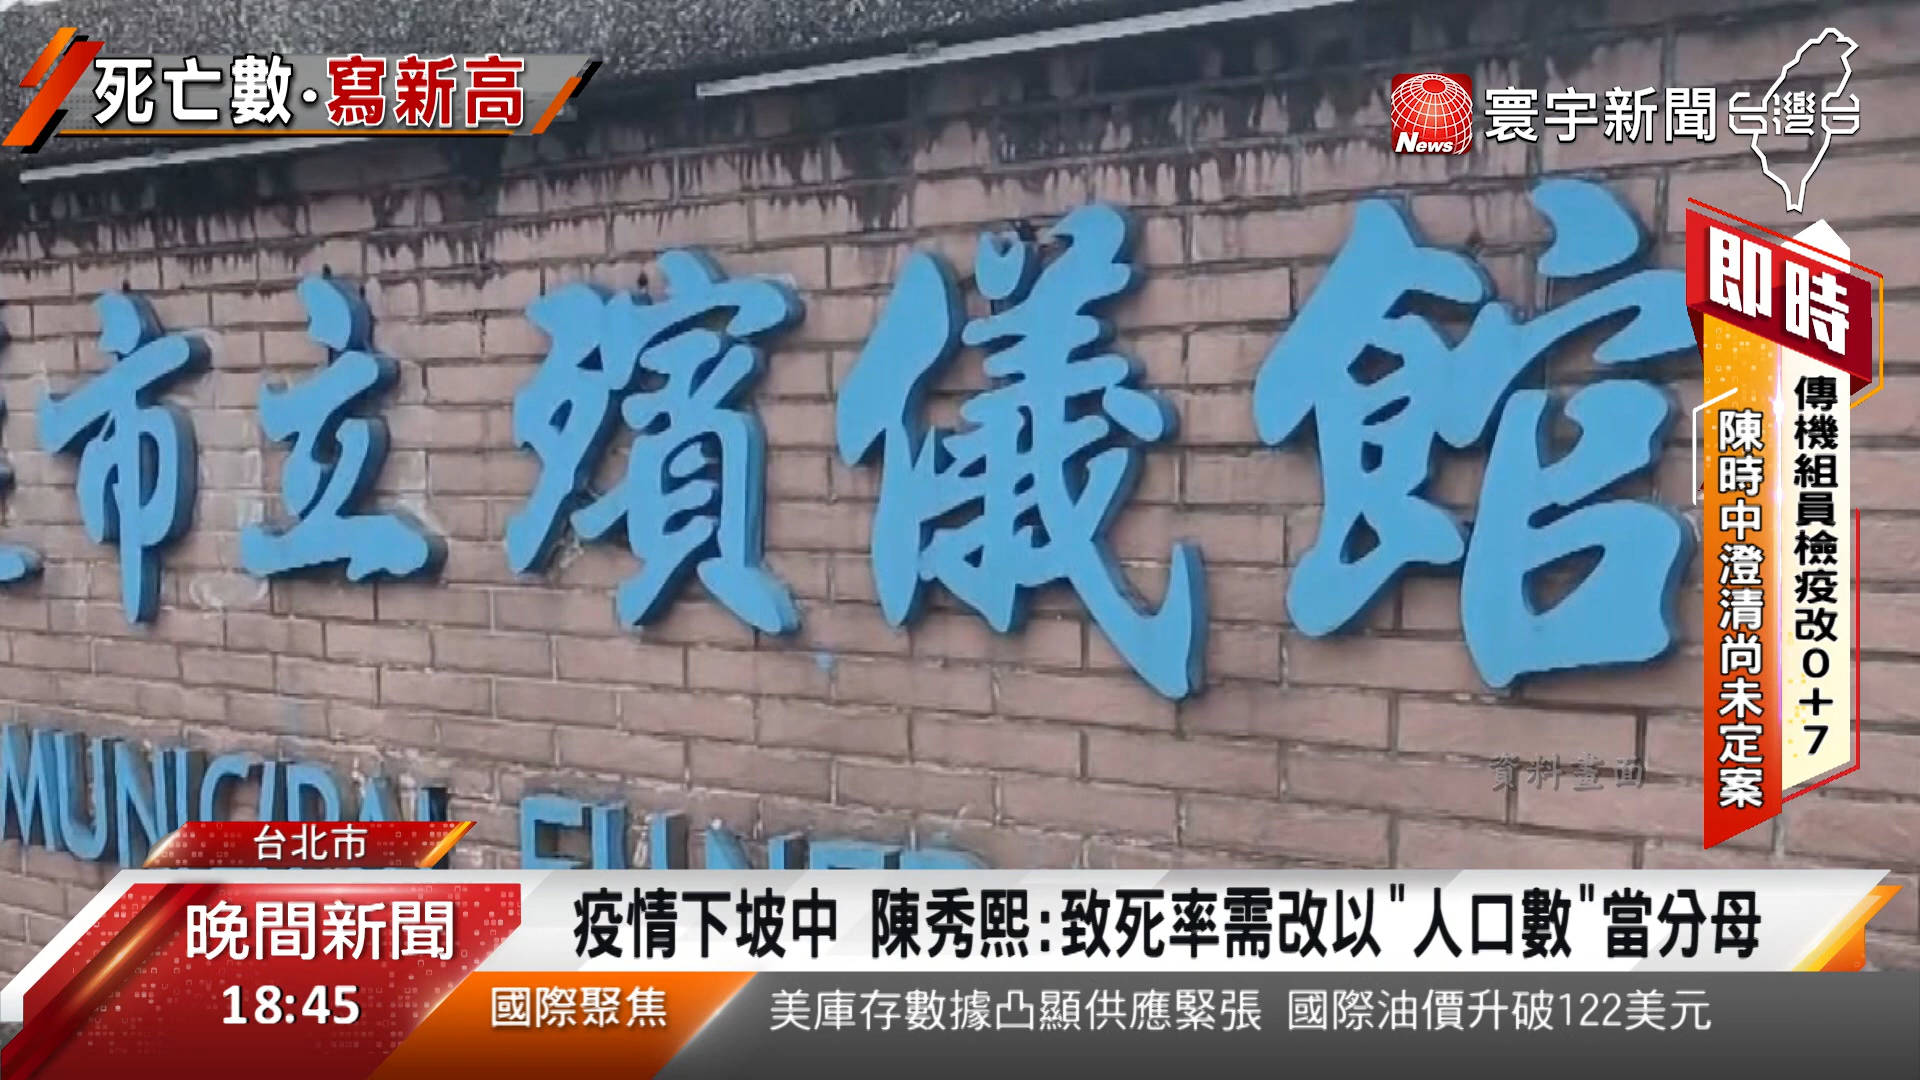 死亡數·寫新高
News 寰宇新聞 台灣台
即時
傳機組員檢疫改0+7
陳時中澄清尚未定案
市立殯儀館
MUNICIPAL FUNER
資料畫面
台北市
晚間新聞
疫情下坡中 陳秀熙:致死率需改以"人口數"當分母
18:45
國際聚焦
美庫存數據凸顯供應緊張 國際油價升破122美元